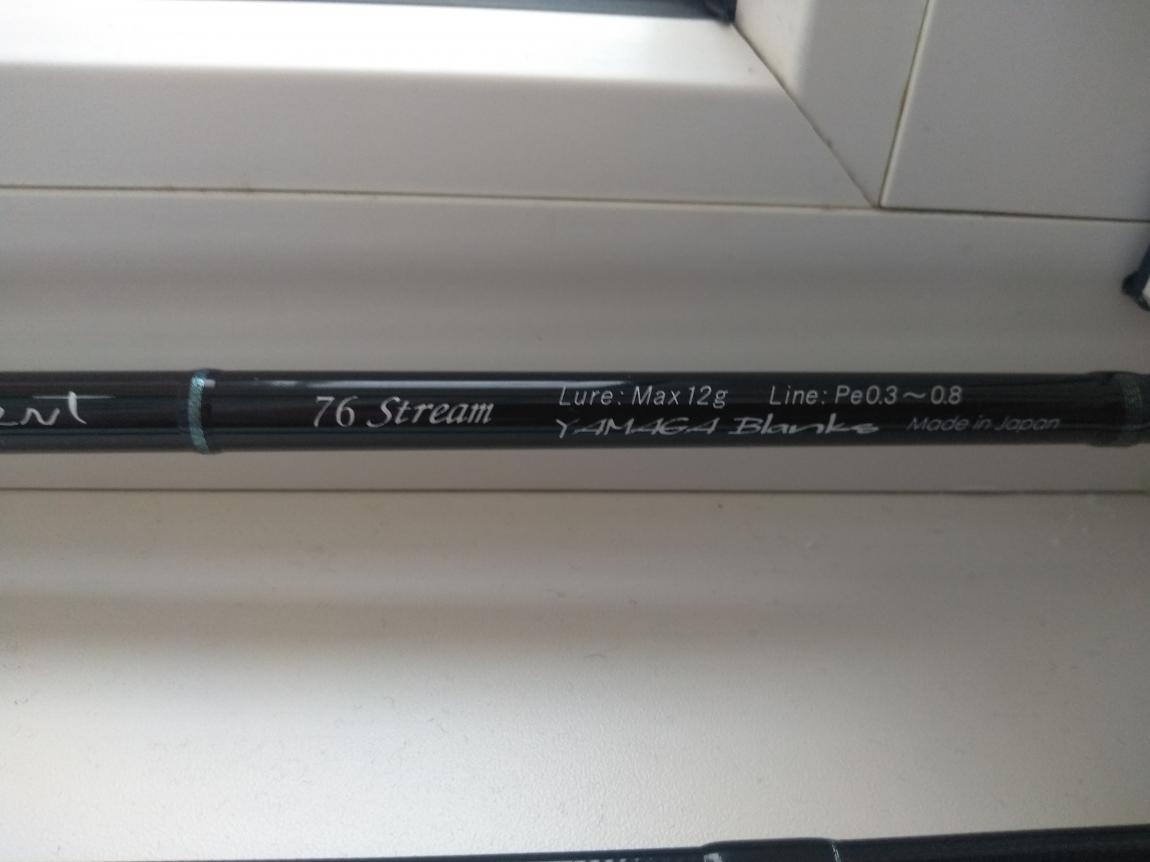 76 Stream
Lure: Max 12g Line: Pe0.3～0.8
YAMAGA Blanks Made in Japan